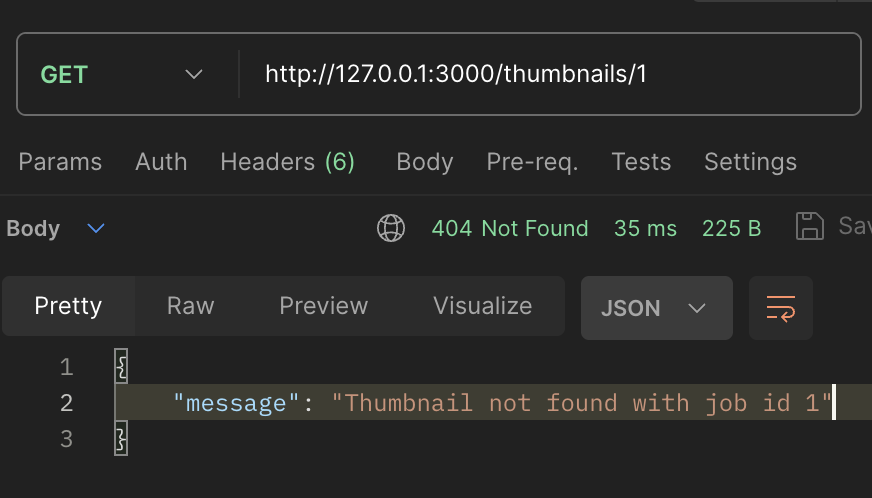 GET http://127.0.0.1:3000/thumbnails/1
Params Auth Headers (6) Body Pre-req. Tests Settings
Body 404 Not Found 35 ms 225 B Sav
Pretty Raw Preview Visualize JSON
1 {
2 "message": "Thumbnail not found with job id 1"
3 }